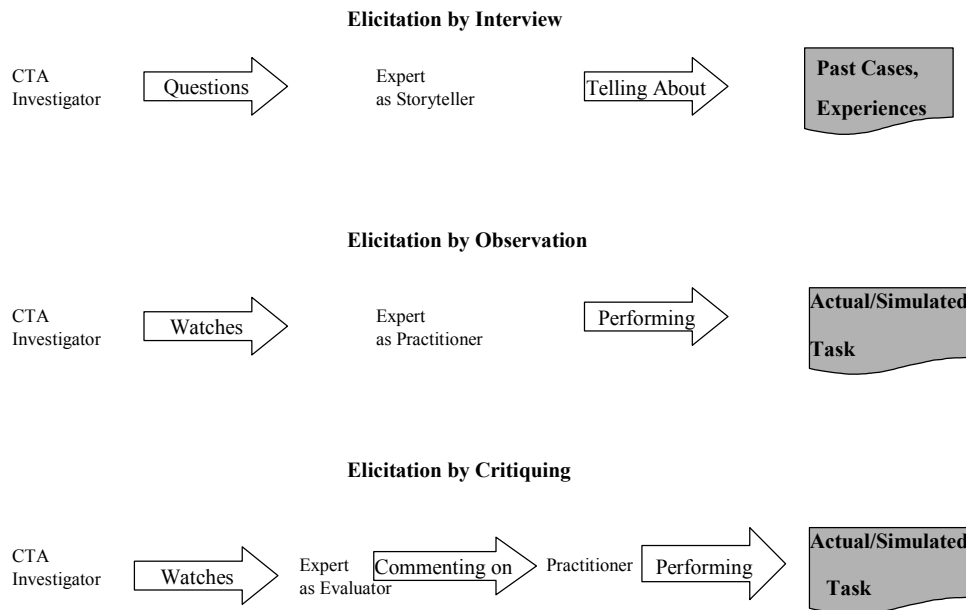 Elicitation by Interview
CTA
Investigator
Questions
Expert
as Storyteller
Telling About
Past Cases,
Experiences
Elicitation by Observation
CTA
Investigator
Watches
Expert
as Practitioner
Performing
Actual/Simulated
Task
Elicitation by Critiquing
CTA
Investigator
Watches
Expert
as Evaluator
Commenting on
Practitioner
Performing
Actual/Simulated
Task